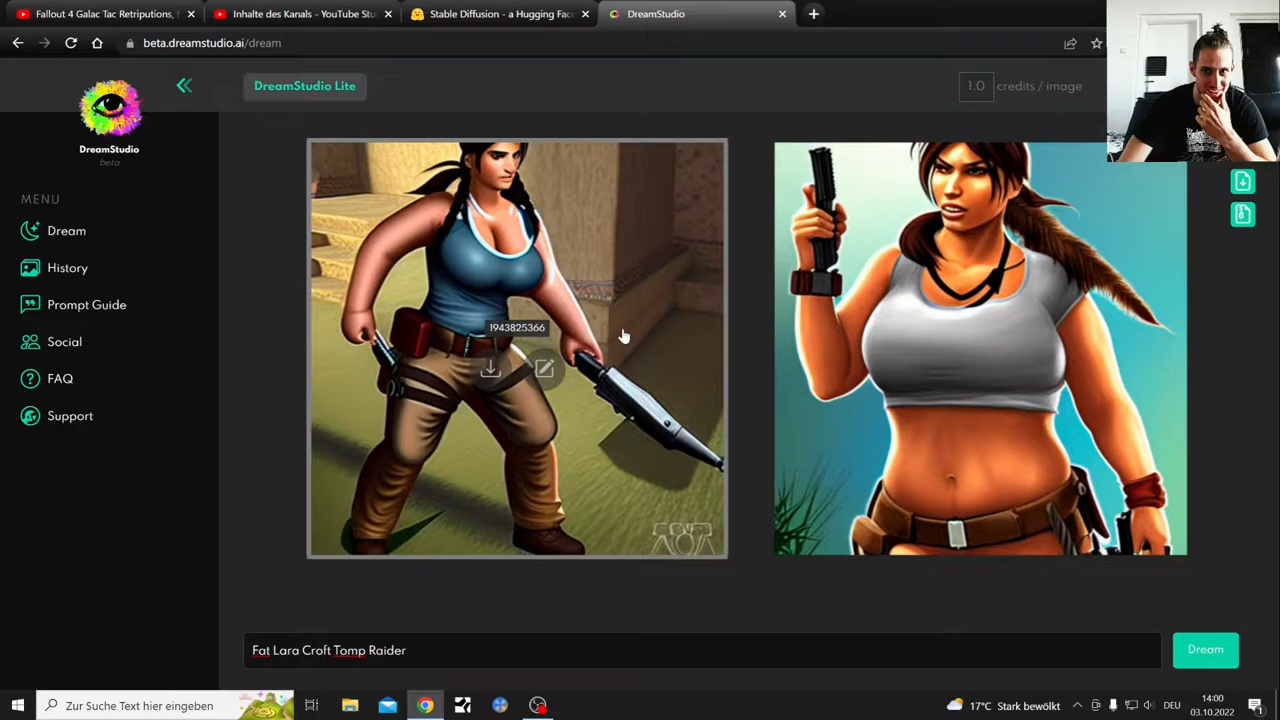 Fallout 4 Galac Tac Retriputions,
Inhalte des Kanals - YouTube Stu
Stable Diffusion - a Hugging Fac
DreamStudio
beta.dreamstudio.ai/dream
DreamStudio
beta
DreamStudio Lite
1.0 credits / image
MENU
Dream
History
Prompt Guide
Social
FAQ
Support
1943825366
Fat Lara Croft Tomp Raider
Dream
Zur Suche Text hier eingeben
17°C Stark bewölkt
DEU
14:00
03.10.2022
1